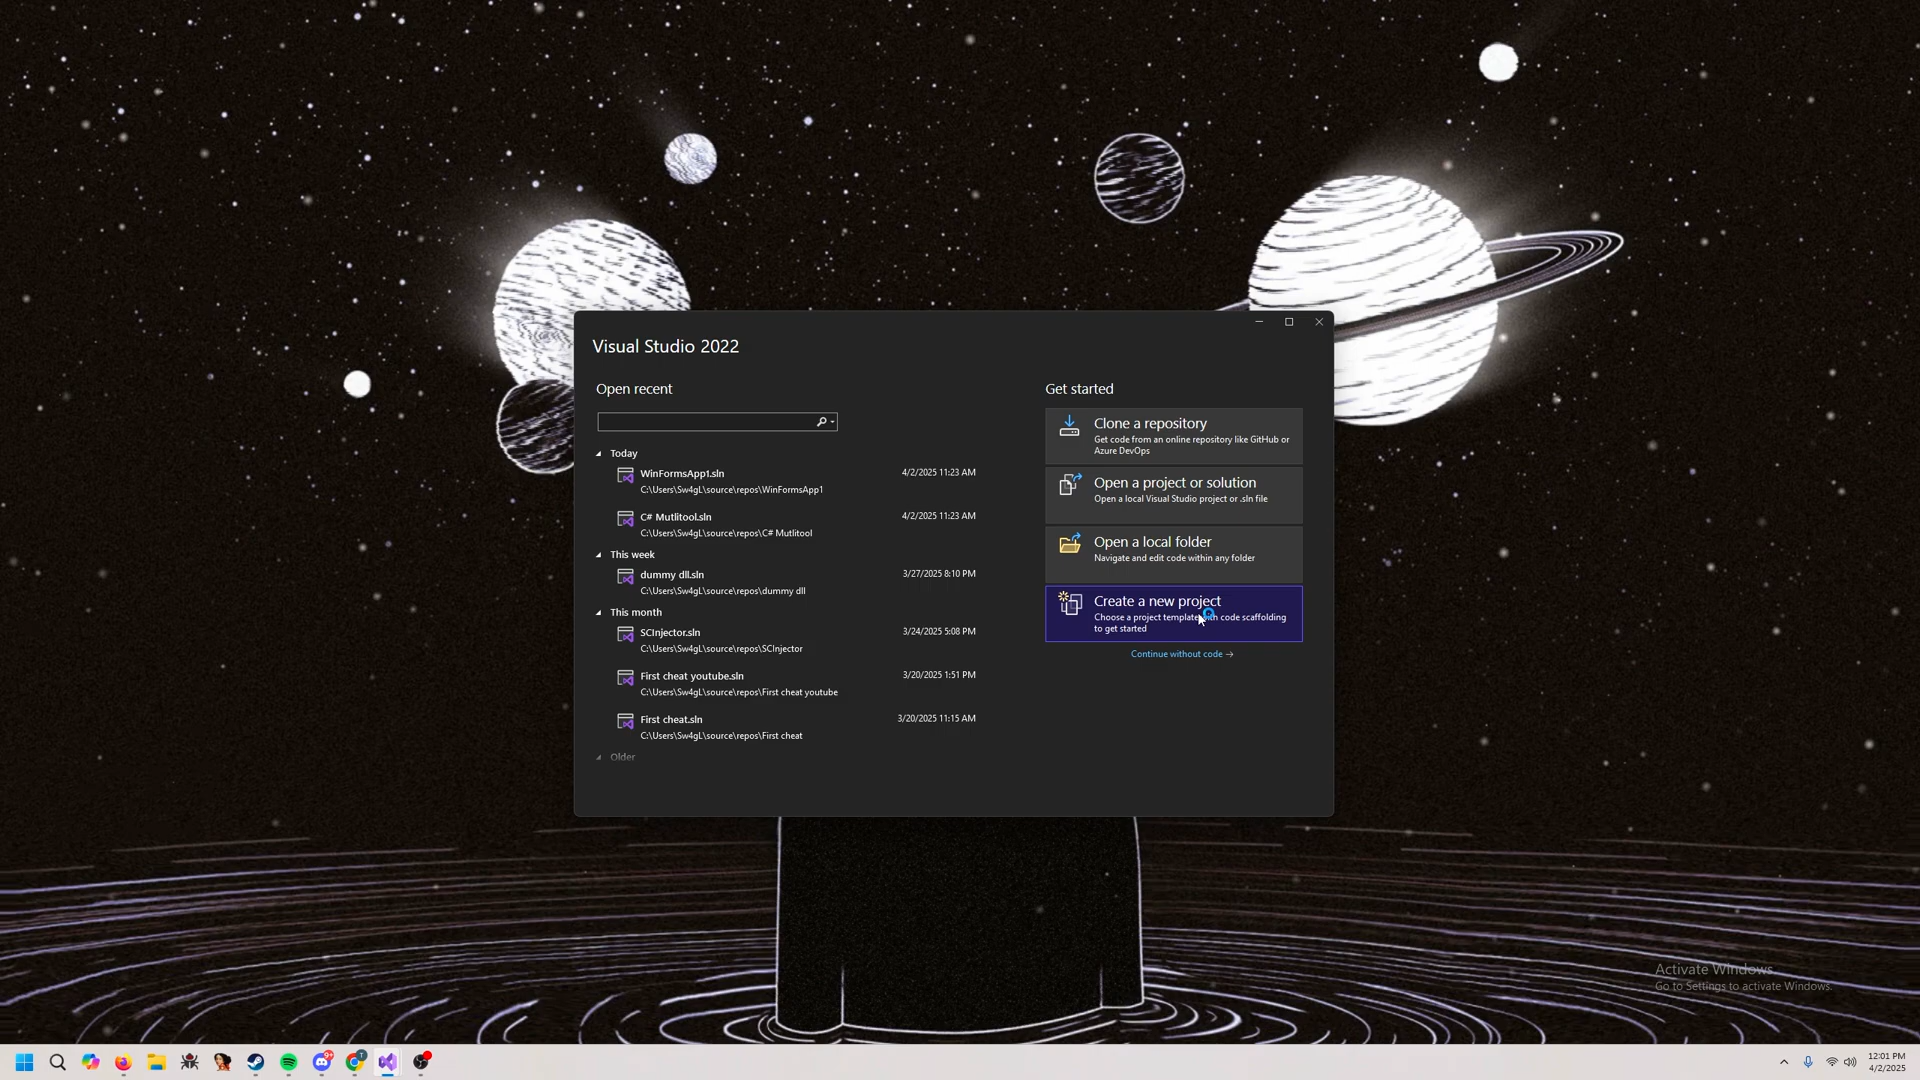 Visual Studio 2022
Open recent
Today
WinFormsApp1.sln 4/2/2025 11:23 AM
C:\Users\Sw4gL\source\repos\WinFormsApp1
C# Mutlitool.sln 4/2/2025 11:23 AM
C:\Users\Sw4gL\source\repos\C# Mutlitool
This week
dummy dll.sln 3/27/2025 8:10 PM
C:\Users\Sw4gL\source\repos\dummy dll
This month
SCInjector.sln 3/24/2025 5:08 PM
C:\Users\Sw4gL\source\repos\SCInjector
First cheat youtube.sln 3/20/2025 1:51 PM
C:\Users\Sw4gL\source\repos\First cheat youtube
First cheat.sln 3/20/2025 11:15 AM
C:\Users\Sw4gL\source\repos\First cheat
Older
Get started
Clone a repository
Get code from an online repository like GitHub or
Azure DevOps
Open a project or solution
Open a local Visual Studio project or .sln file
Open a local folder
Navigate and edit code within any folder
Create a new project
Choose a project template with code scaffolding
to get started
Continue without code →
Activate Windows
Go to Settings to activate Windows.
9+
T
12:01 PM
4/2/2025